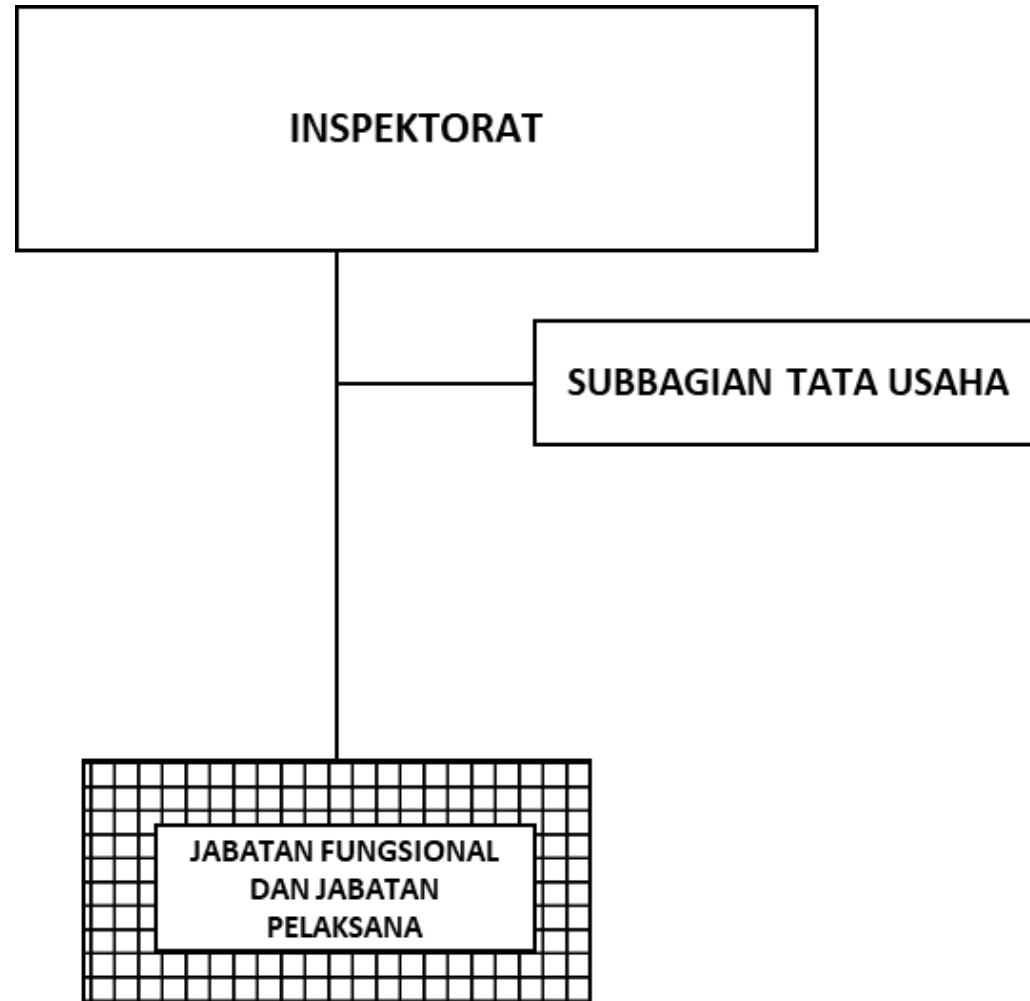 INSPEKTORAT
SUBBAGIAN TATA USAHA
JABATAN FUNGSIONAL
DAN JABATAN
PELAKSANA